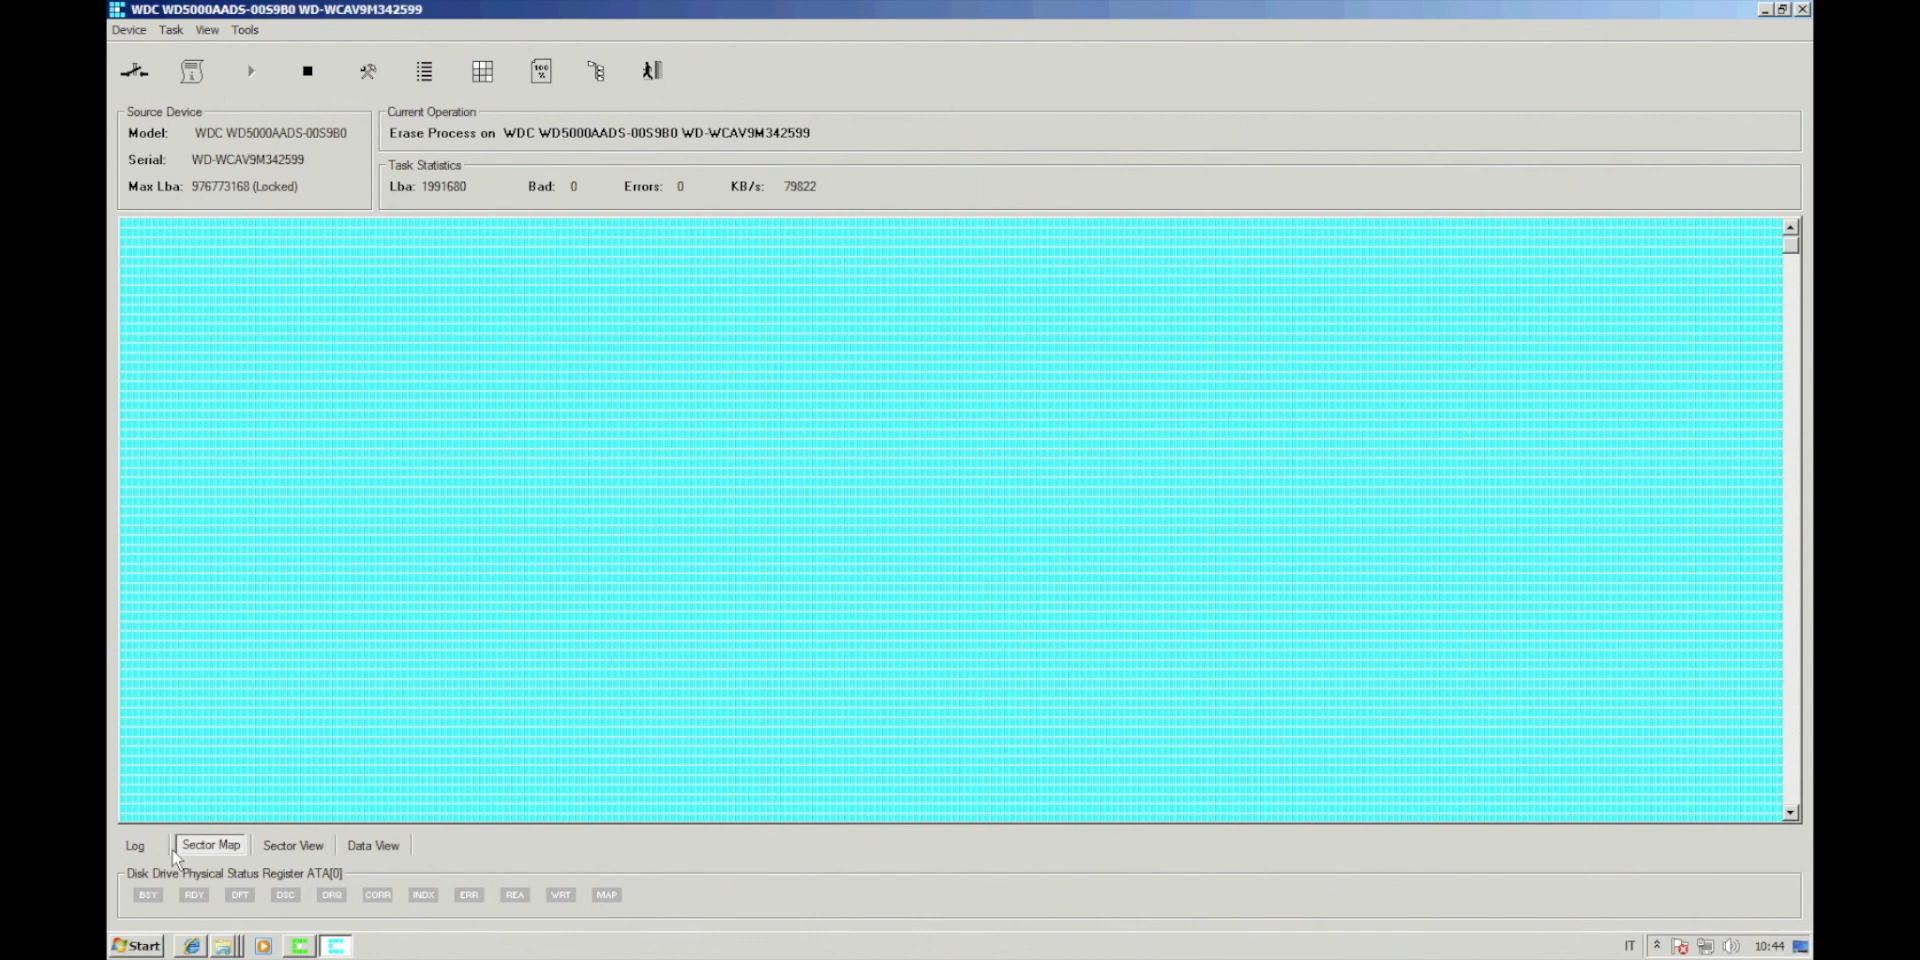 WDC WD5000AADS-00S9B0 WD-WCAV9M342599
Device Task View Tools
100 %
Source Device
Model: WDC WD5000AADS-00S9B0
Serial: WD-WCAV9M342599
Max Lba: 976773168 (Locked)
Current Operation
Erase Process on WDC WD5000AADS-00S9B0 WD-WCAV9M342599
Task Statistics
Lba: 1991680 Bad: 0 Errors: 0 KB/s: 79822
Log Sector Map Sector View Data View
Disk Drive Physical Status Register ATA[0]
BSY RDY DFT DSC DRQ CORR INDX ERR REA WRT MAP
Start IT 10:44